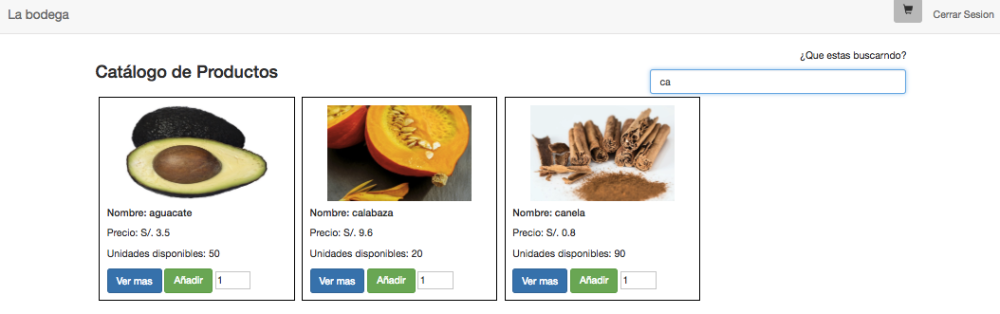 La bodega
Cerrar Sesion
¿Que estas buscarndo?
Catálogo de Productos
ca
Nombre: aguacate
Precio: S/. 3.5
Unidades disponibles: 50
Ver mas Añadir 1
Nombre: calabaza
Precio: S/. 9.6
Unidades disponibles: 20
Ver mas Añadir 1
Nombre: canela
Precio: S/. 0.8
Unidades disponibles: 90
Ver mas Añadir 1